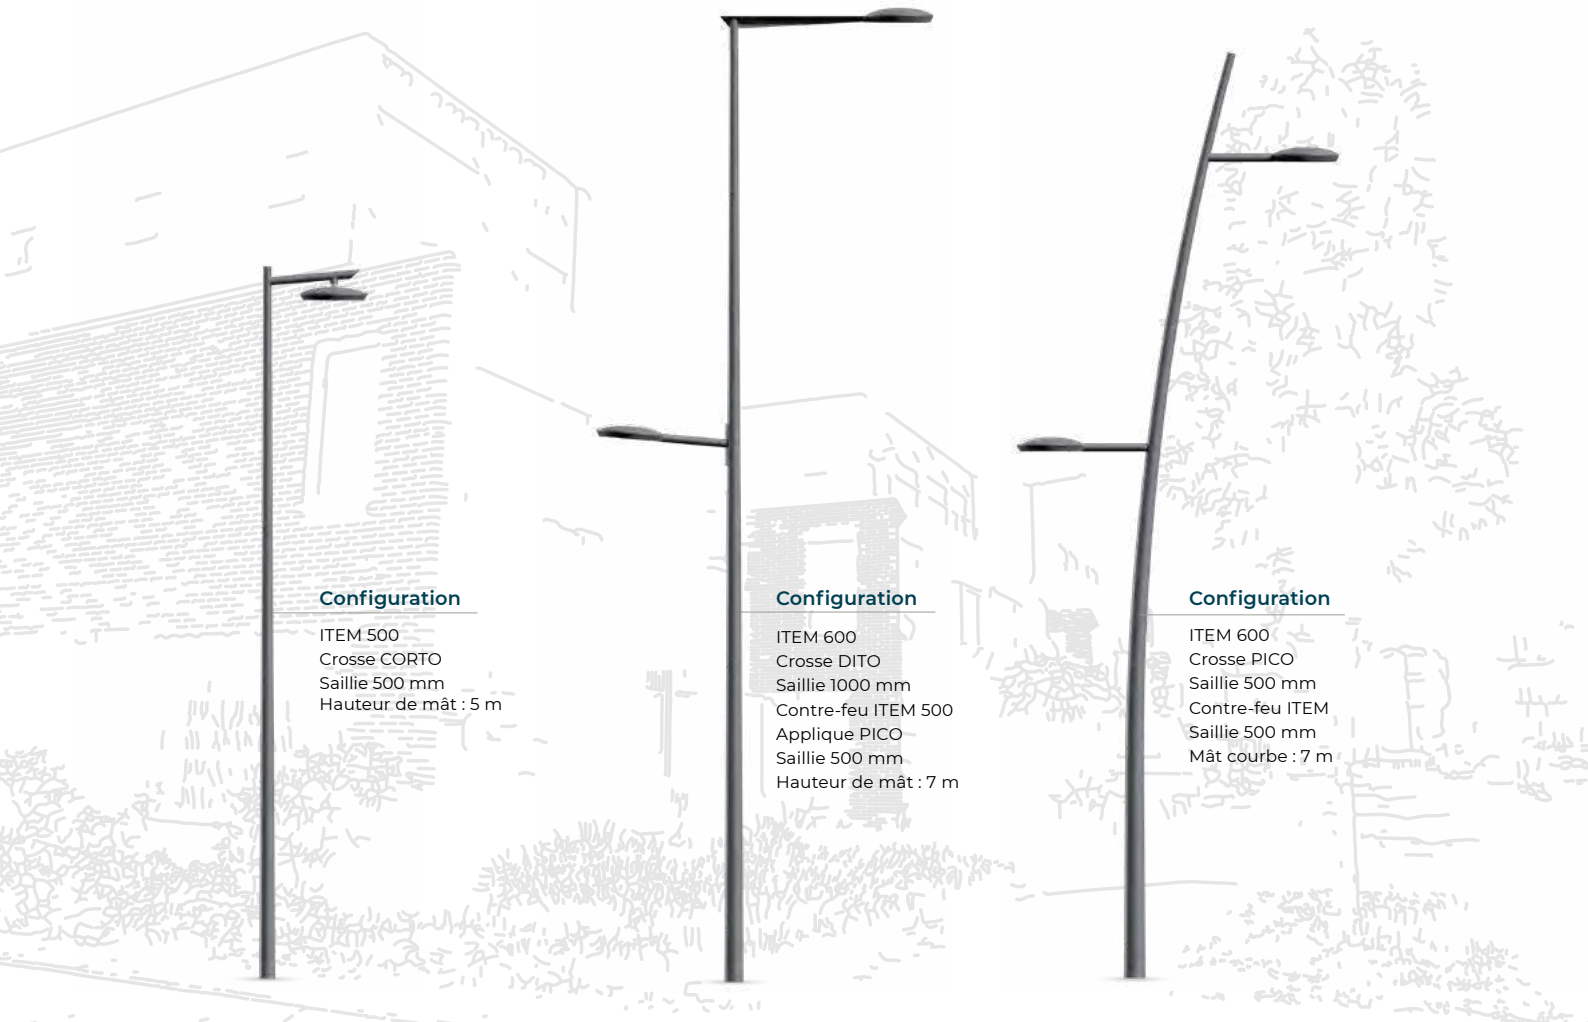 Configuration
ITEM 500
Crosse CORTO
Saillie 500 mm
Hauteur de mât : 5 m
Configuration
ITEM 600
Crosse DITO
Saillie 1000 mm
Contre-feu ITEM 500
Applique PICO
Saillie 500 mm
Hauteur de mât : 7 m
Configuration
ITEM 600
Crosse PICO
Saillie 500 mm
Contre-feu ITEM
Saillie 500 mm
Mât courbe : 7 m